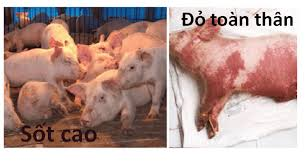 Sốt cao
Đỏ toàn thân